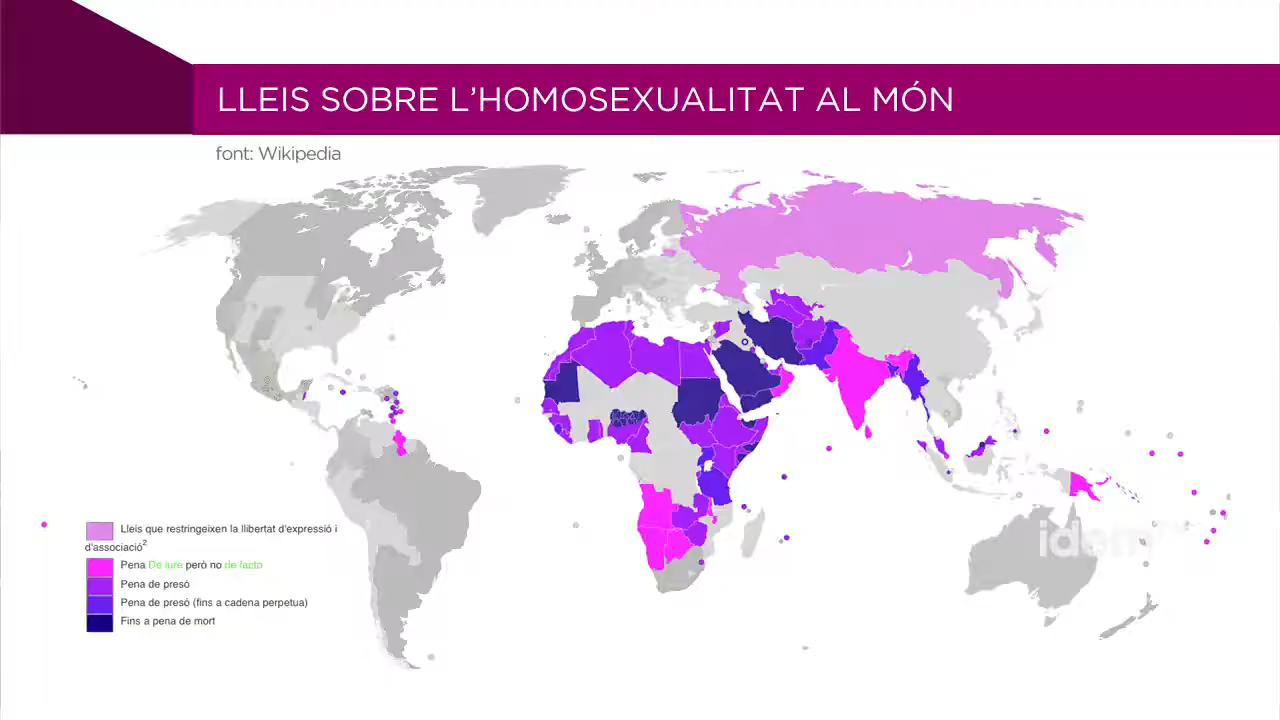 LLEIS SOBRE L'HOMOSEXUALITAT AL MÓN
font: Wikipedia
Lleis que restringeixen la llibertat d'expressió i
d'associació2
Pena De iure però no de facto
Pena de presó
Pena de presó (fins a cadena perpetua)
Fins a pena de mort